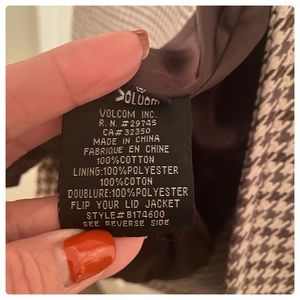 VOLCOM
VOLCOM INC.
R.N. #29745
CA#32350
MADE IN CHINA
FABRIQUE EN CHINE
100%COTTON
LINING:100%POLYESTER
100%COTON
DOUBLURE:100%POLYESTER
FLIP YOUR LID JACKET
STYLE#B174600
SEE REVERSE SIDE